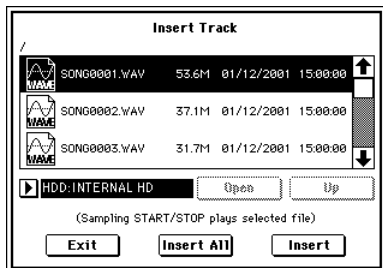 Insert Track
/
WAVE SONG0001.WAV 53.6M 01/12/2001 15:00:00
WAVE SONG0002.WAV 37.1M 01/12/2001 15:00:00
WAVE SONG0003.WAV 31.7M 01/12/2001 15:00:00
HDD:INTERNAL HD Open Up
(Sampling START/STOP plays selected file)
Exit Insert All Insert